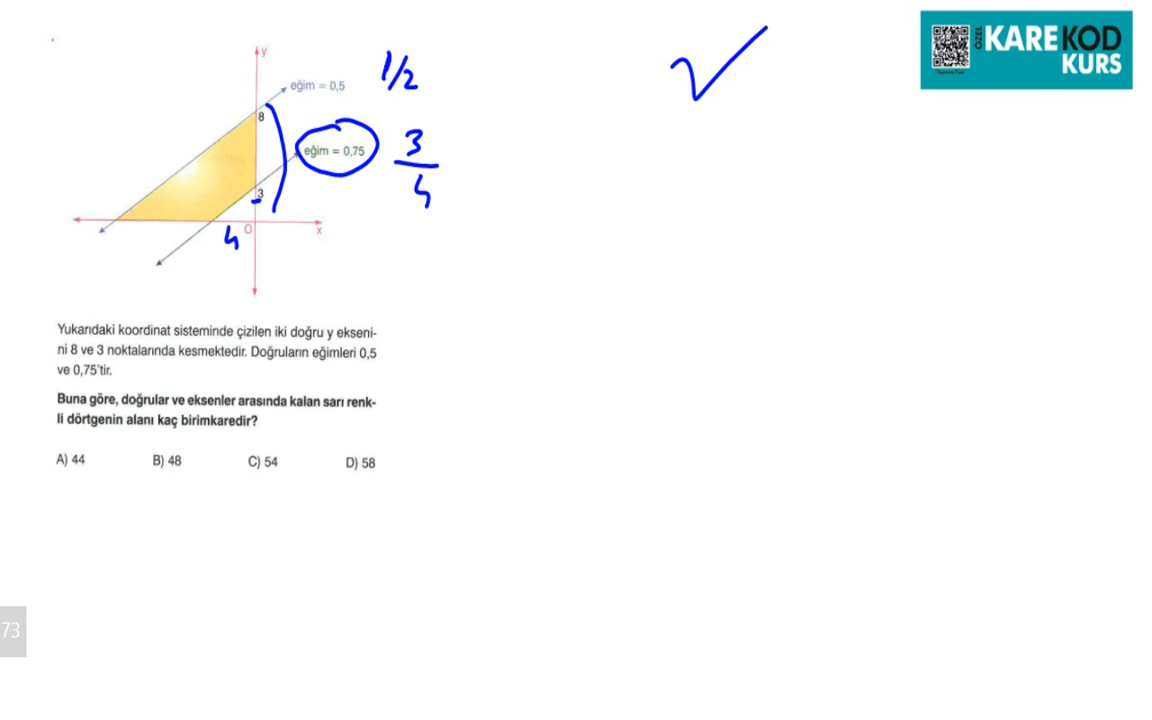 ÖZEL
KAREKOD
KURS
y
eğim = 0,5
1/2
8
eğim = 0,75
3
4
3
4
O
x
Yukarıdaki koordinat sisteminde çizilen iki doğru y ekseni-
ni 8 ve 3 noktalarında kesmektedir. Doğruların eğimleri 0,5
ve 0,75'tir.
Buna göre, doğrular ve eksenler arasında kalan sarı renk-
li dörtgenin alanı kaç birimkaredir?
A) 44 B) 48 C) 54 D) 58
73